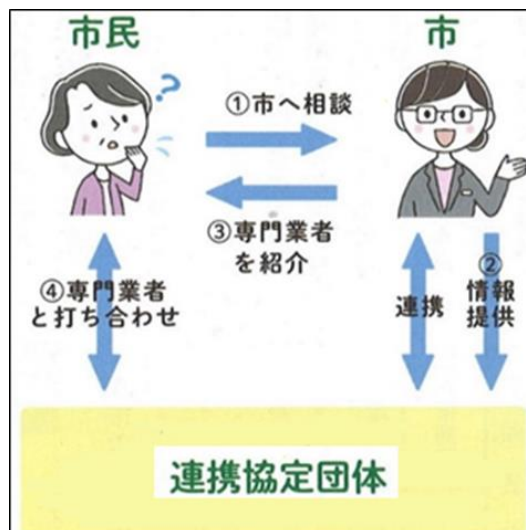 市民
市
?
①市へ相談
③専門業者
を紹介
④専門業者
と打ち合わせ
連携
②
情報
提供
連携協定団体